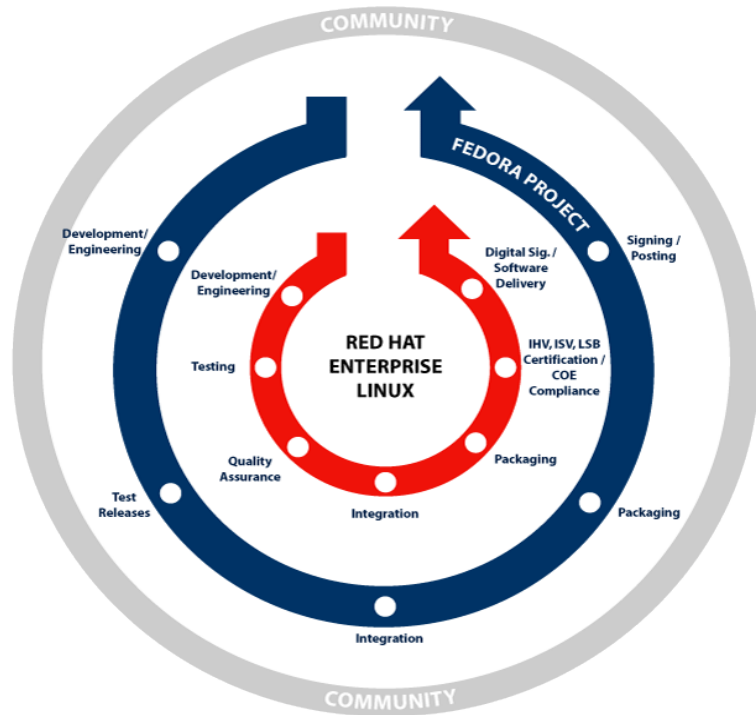 COMMUNITY
FEDORA PROJECT
Development/
Engineering
Signing /
Posting
Development/
Engineering
Digital Sig. /
Software
Delivery
RED HAT
ENTERPRISE
LINUX
Testing
IHV, ISV, LSB
Certification /
COE
Compliance
Quality
Assurance
Packaging
Integration
Test
Releases
Packaging
Integration
COMMUNITY